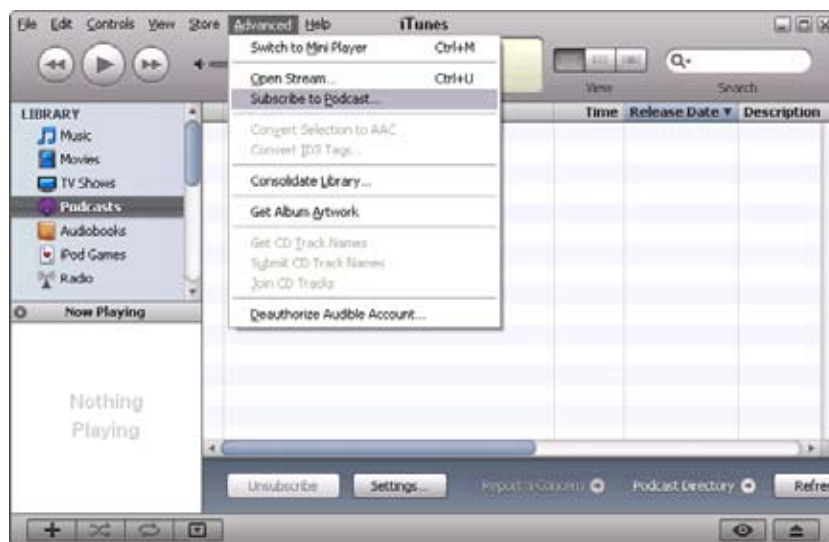 File Edit Controls View Store Advanced Help iTunes
Switch to Mini Player Ctrl+M
Open Stream... Ctrl+U
Subscribe to Podcast...
Convert Selection to AAC
Convert ID3 Tags...
Consolidate Library...
Get Album Artwork
Get CD Track Names
Submit CD Track Names
Join CD Tracks
Deauthorize Audible Account...
View Search
Time Release Date Description
LIBRARY
Music
Movies
TV Shows
Podcasts
Audiobooks
iPod Games
Radio
Now Playing
Nothing
Playing
Unsubscribe Settings... Report a Concern Podcast Directory Refre